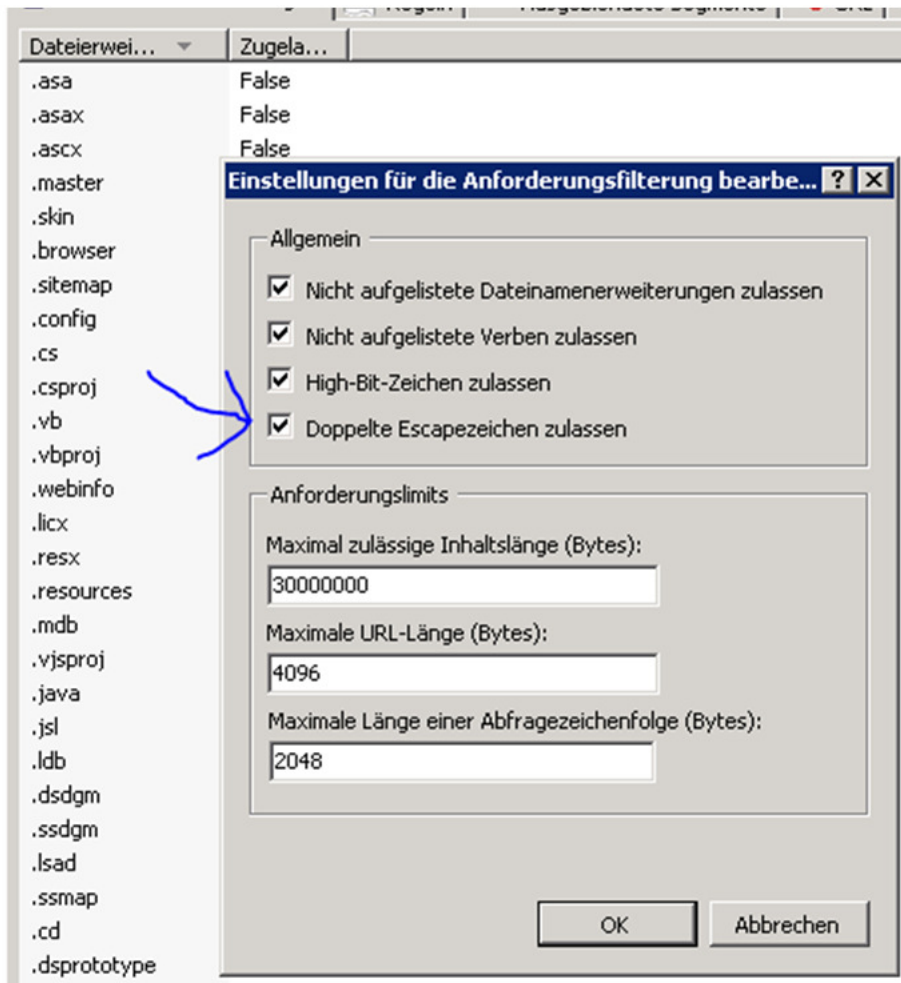 Dateierwei...
Zugela...
.asa False
.asax False
.ascx False
.master
.skin
.browser
.sitemap
.config
.cs
.csproj
.vb
.vbproj
.webinfo
.licx
.resx
.resources
.mdb
.vjsproj
.java
.jsl
.ldb
.dsdgm
.ssdgm
.lsad
.ssmap
.cd
.dsprototype
Einstellungen für die Anforderungsfilterung bearbe...
Allgemein
Nicht aufgelistete Dateinamenerweiterungen zulassen
Nicht aufgelistete Verben zulassen
High-Bit-Zeichen zulassen
Doppelte Escapezeichen zulassen
Anforderungslimits
Maximal zulässige Inhaltslänge (Bytes):
30000000
Maximale URL-Länge (Bytes):
4096
Maximale Länge einer Abfragezeichenfolge (Bytes):
2048
OK
Abbrechen